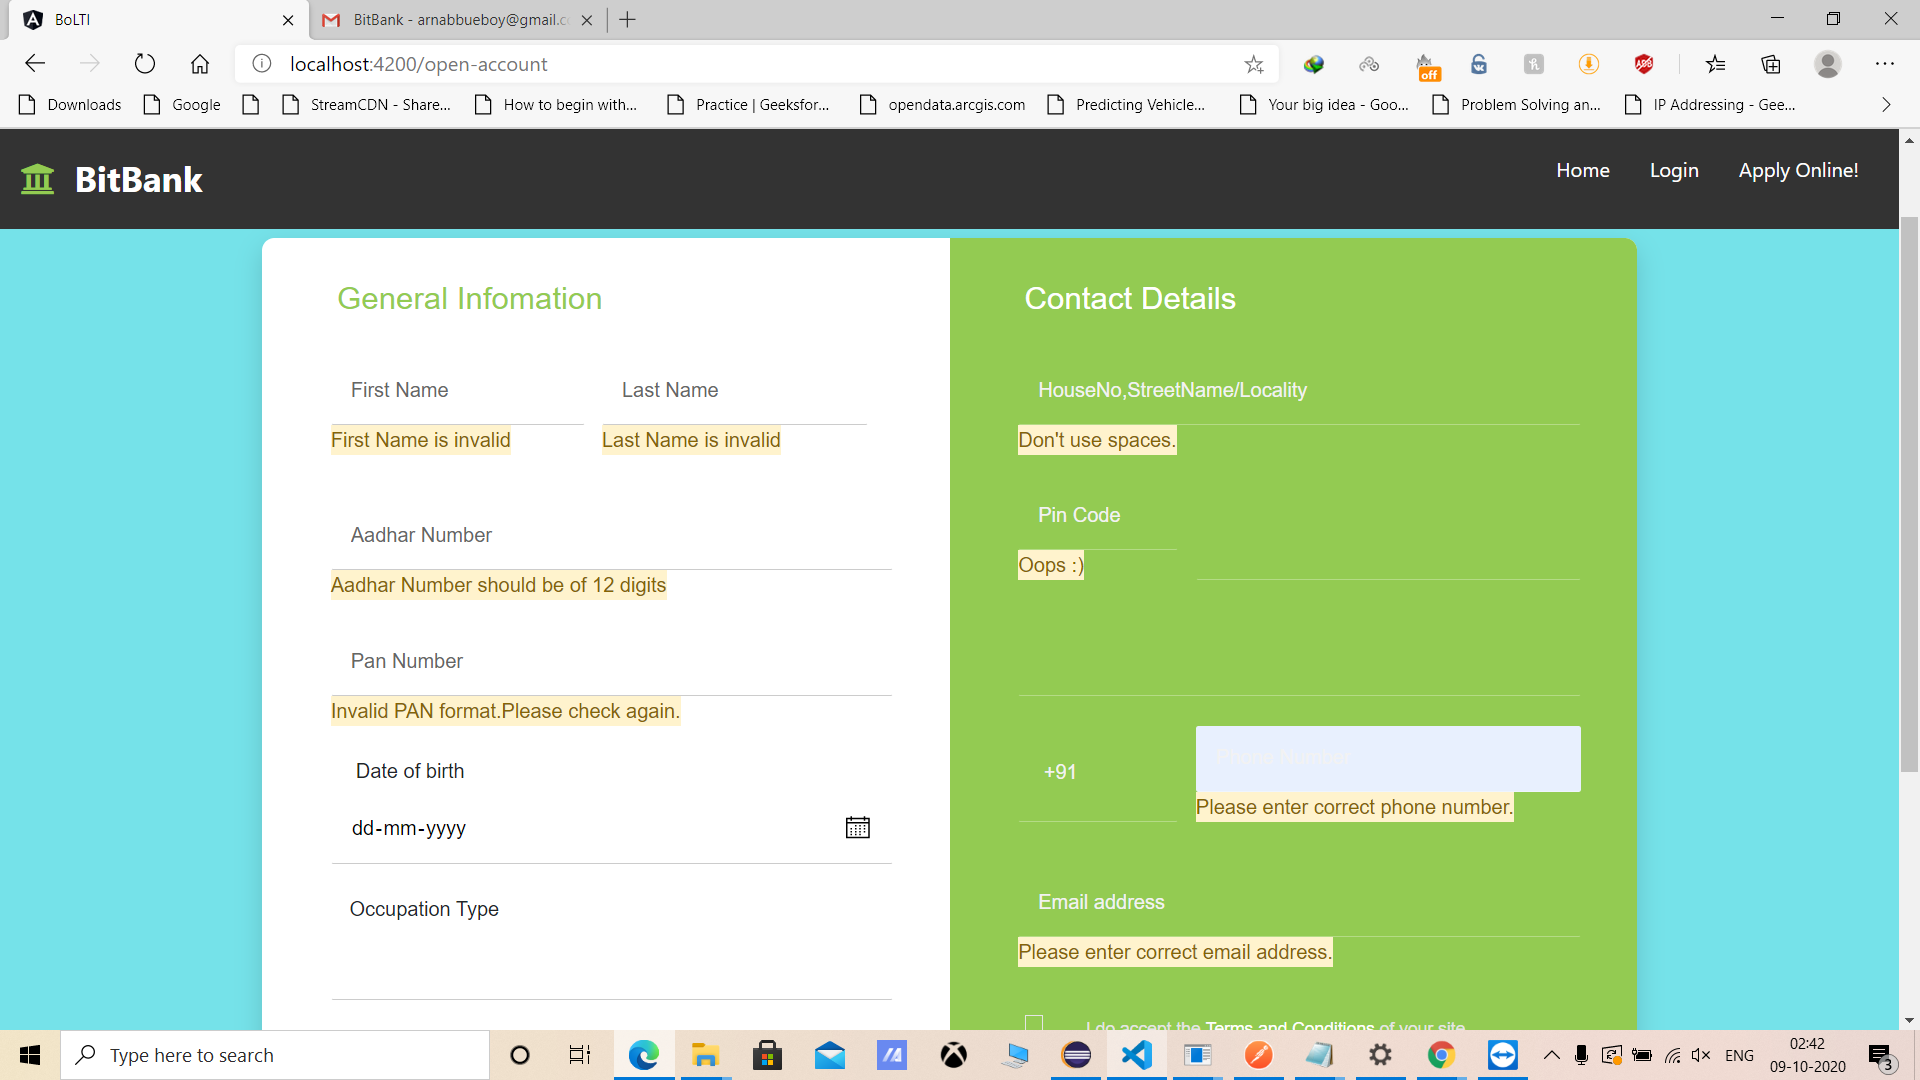 BoLTI
BitBank - arnabbueboy@gmail.c
localhost:4200/open-account
off
Downloads
Google
StreamCDN - Share...
How to begin with...
Practice | Geeksfor...
opendata.arcgis.com
Predicting Vehicle...
Your big idea - Goo...
Problem Solving an...
IP Addressing - Gee...
BitBank
Home
Login
Apply Online!
General Infomation
First Name
Last Name
First Name is invalid
Last Name is invalid
Aadhar Number
Aadhar Number should be of 12 digits
Pan Number
Invalid PAN format.Please check again.
Date of birth
dd-mm-yyyy
Occupation Type
Contact Details
HouseNo,StreetName/Locality
Don't use spaces.
Pin Code
Oops :)
+91
Phone Number
Please enter correct phone number.
Email address
Please enter correct email address.
I do accept the Terms and Conditions of your site
Type here to search
ENG
02:42
09-10-2020
3